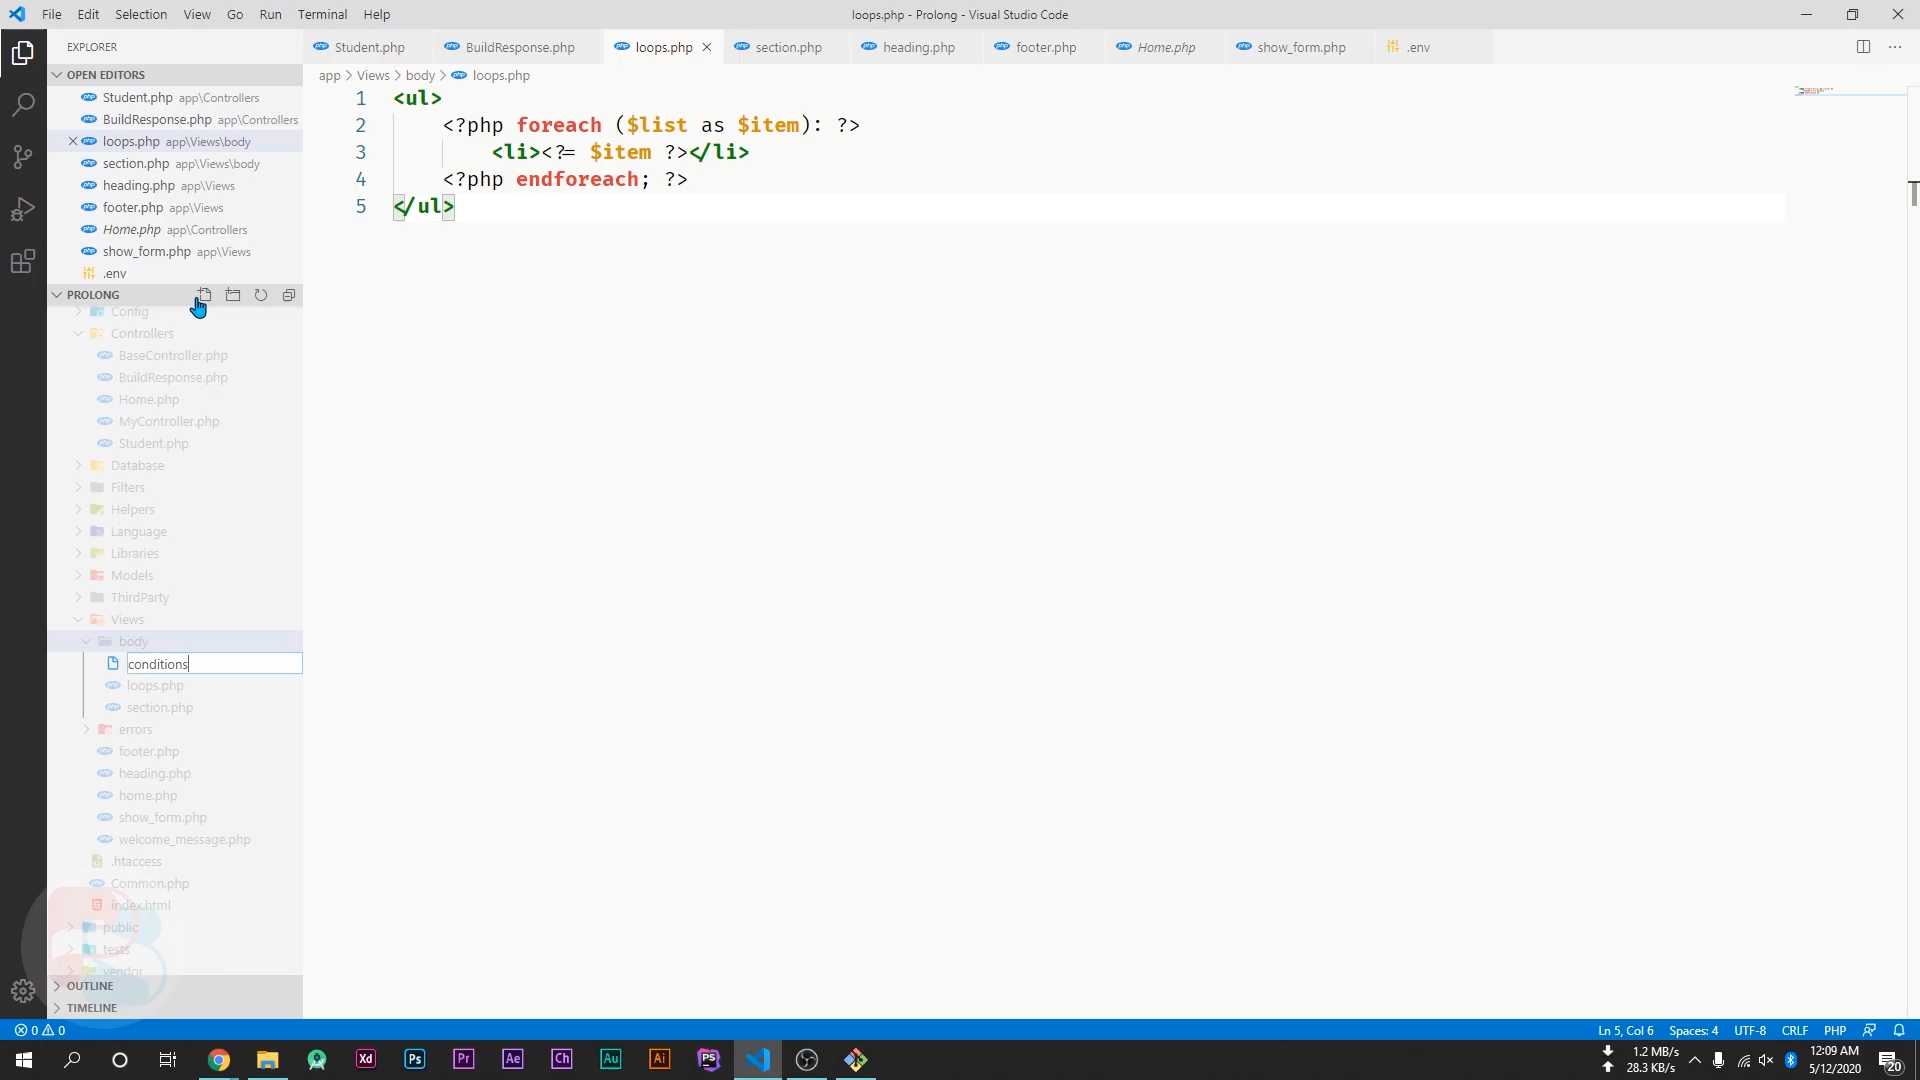 File Edit Selection View Go Run Terminal Help
loops.php - Prolong - Visual Studio Code
EXPLORER
Student.php BuildResponse.php loops.php section.php heading.php footer.php Home.php show_form.php .env
OPEN EDITORS
app > Views > body > loops.php
Student.php app\Controllers
BuildResponse.php app\Controllers
loops.php app\Views\body
section.php app\Views\body
heading.php app\Views
footer.php app\Views
Home.php app\Controllers
show_form.php app\Views
.env
1 <ul>
2 <?php foreach ($list as $item): ?>
3 <li><?= $item ?></li>
4 <?php endforeach; ?>
5 </ul>
PROLONG
Config
Controllers
BaseController.php
BuildResponse.php
Home.php
MyController.php
Student.php
Database
Filters
Helpers
Language
Libraries
Models
ThirdParty
Views
body
conditions
loops.php
section.php
errors
footer.php
heading.php
home.php
show_form.php
welcome_message.php
.htaccess
Common.php
index.html
public
tests
vendor
OUTLINE
TIMELINE
0 0
Ln 5, Col 6 Spaces: 4 UTF-8 CRLF PHP
Xd Ps Pr Ae Ch Au Ai PS
1.2 MB/s
28.3 KB/s
12:09 AM
5/12/2020
20